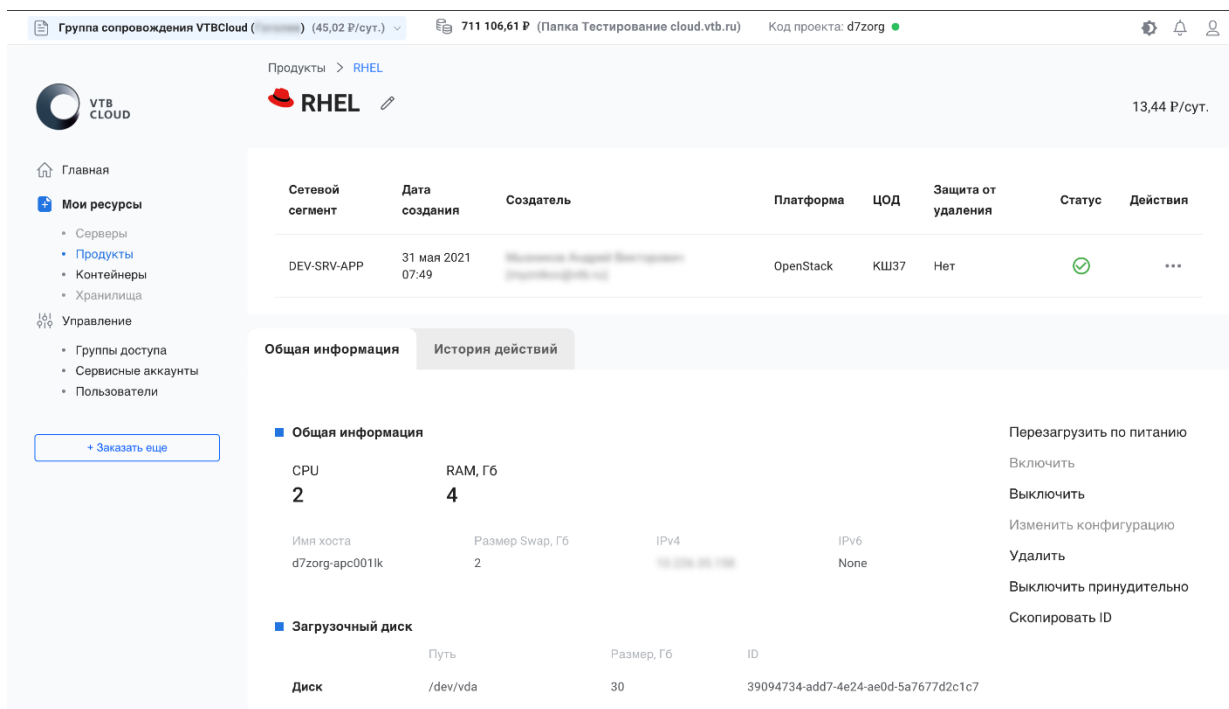 Группа сопровождения VTBCloud ( ) (45,02 ₽/сут.)
711 106,61 ₽ (Папка Тестирование cloud.vtb.ru)
Код проекта: d7zorg
Продукты > RHEL
RHEL
13,44 ₽/сут.
VTB
CLOUD
Главная
Мои ресурсы
Серверы
Продукты
Контейнеры
Хранилища
Управление
Группы доступа
Сервисные аккаунты
Пользователи
+ Заказать еще
Сетевой сегмент Дата создания Создатель Платформа ЦОД Защита от удаления Статус Действия
DEV-SRV-APP 31 мая 2021 07:49 OpenStack КШ37 Нет
Общая информация История действий
Общая информация
CPU RAM, Гб
2 4
Имя хоста Размер Swap, Гб IPv4 IPv6
d7zorg-apc001lk 2 None
Загрузочный диск
Путь Размер, Гб ID
Диск /dev/vda 30 39094734-add7-4e24-ae0d-5a7677d2c1c7
Перезагрузить по питанию
Включить
Выключить
Изменить конфигурацию
Удалить
Выключить принудительно
Скопировать ID